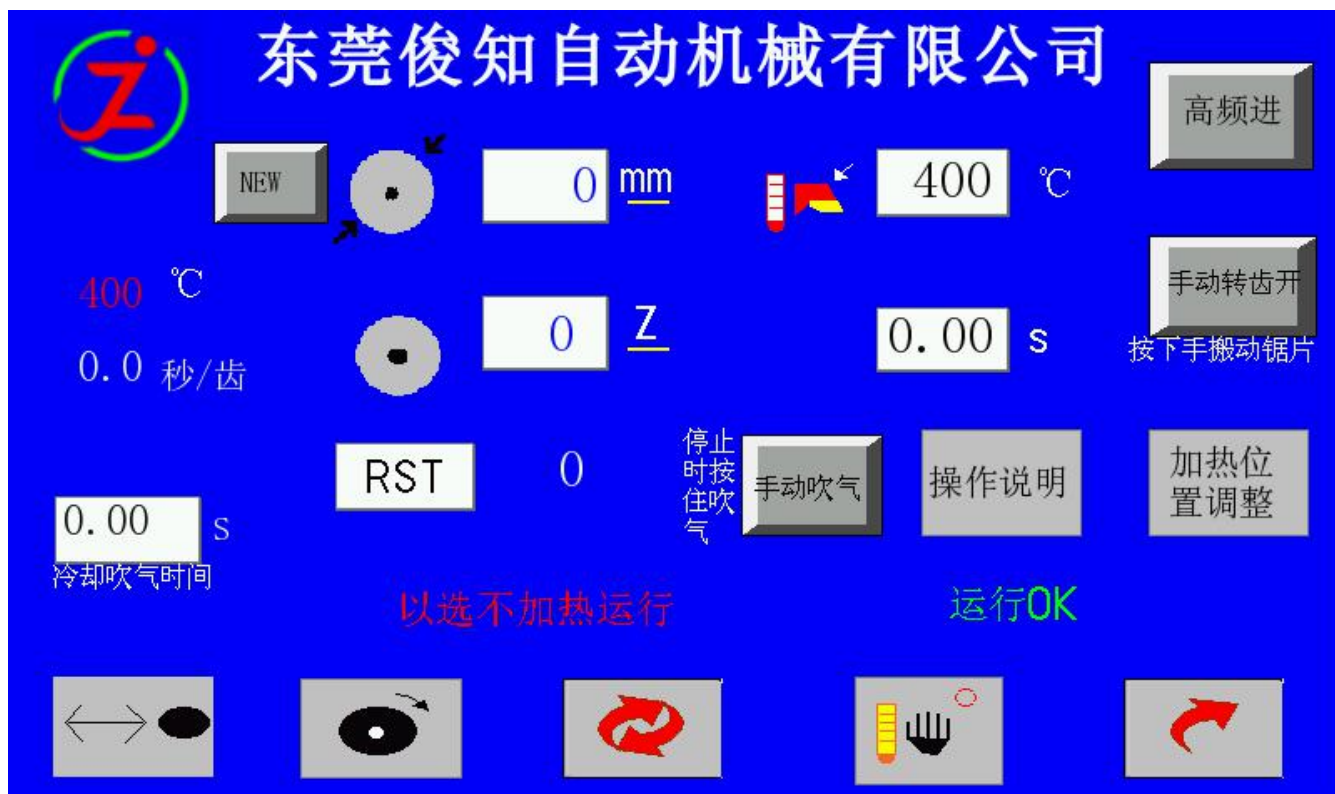 东莞俊知自动机械有限公司
高频进
NEW
0 mm
400 ℃
400 ℃
手动转齿开
0 Z
0.00 s
按下手搬动锯片
0.0 秒/齿
RST
0
停止
时按
住吹
气
手动吹气
操作说明
加热位
置调整
0.00 S
冷却吹气时间
以选不加热运行
运行OK